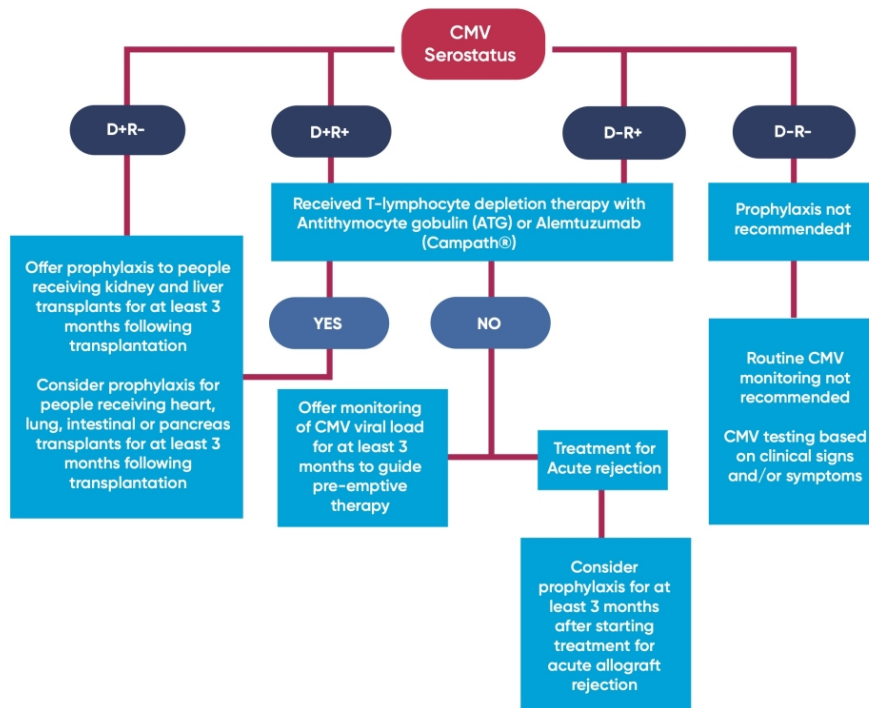 CMV
Serostatus
D+R-
D+R+
D-R+
D-R-
Received T-lymphocyte depletion therapy with
Antithymocyte gobulin (ATG) or Alemtuzumab
(Campath®)
Prophylaxis not
recommended†
Offer prophylaxis to people
receiving kidney and liver
transplants for at least 3
months following
transplantation
Consider prophylaxis for
people receiving heart,
lung, intestinal or pancreas
transplants for at least 3
months following
transplantation
YES
NO
Offer monitoring
of CMV viral load
for at least 3
months to guide
pre-emptive
therapy
Treatment for
Acute rejection
Routine CMV
monitoring not
recommended
CMV testing based
on clinical signs
and/or symptoms
Consider
prophylaxis for at
least 3 months
after starting
treatment for
acute allograft
rejection